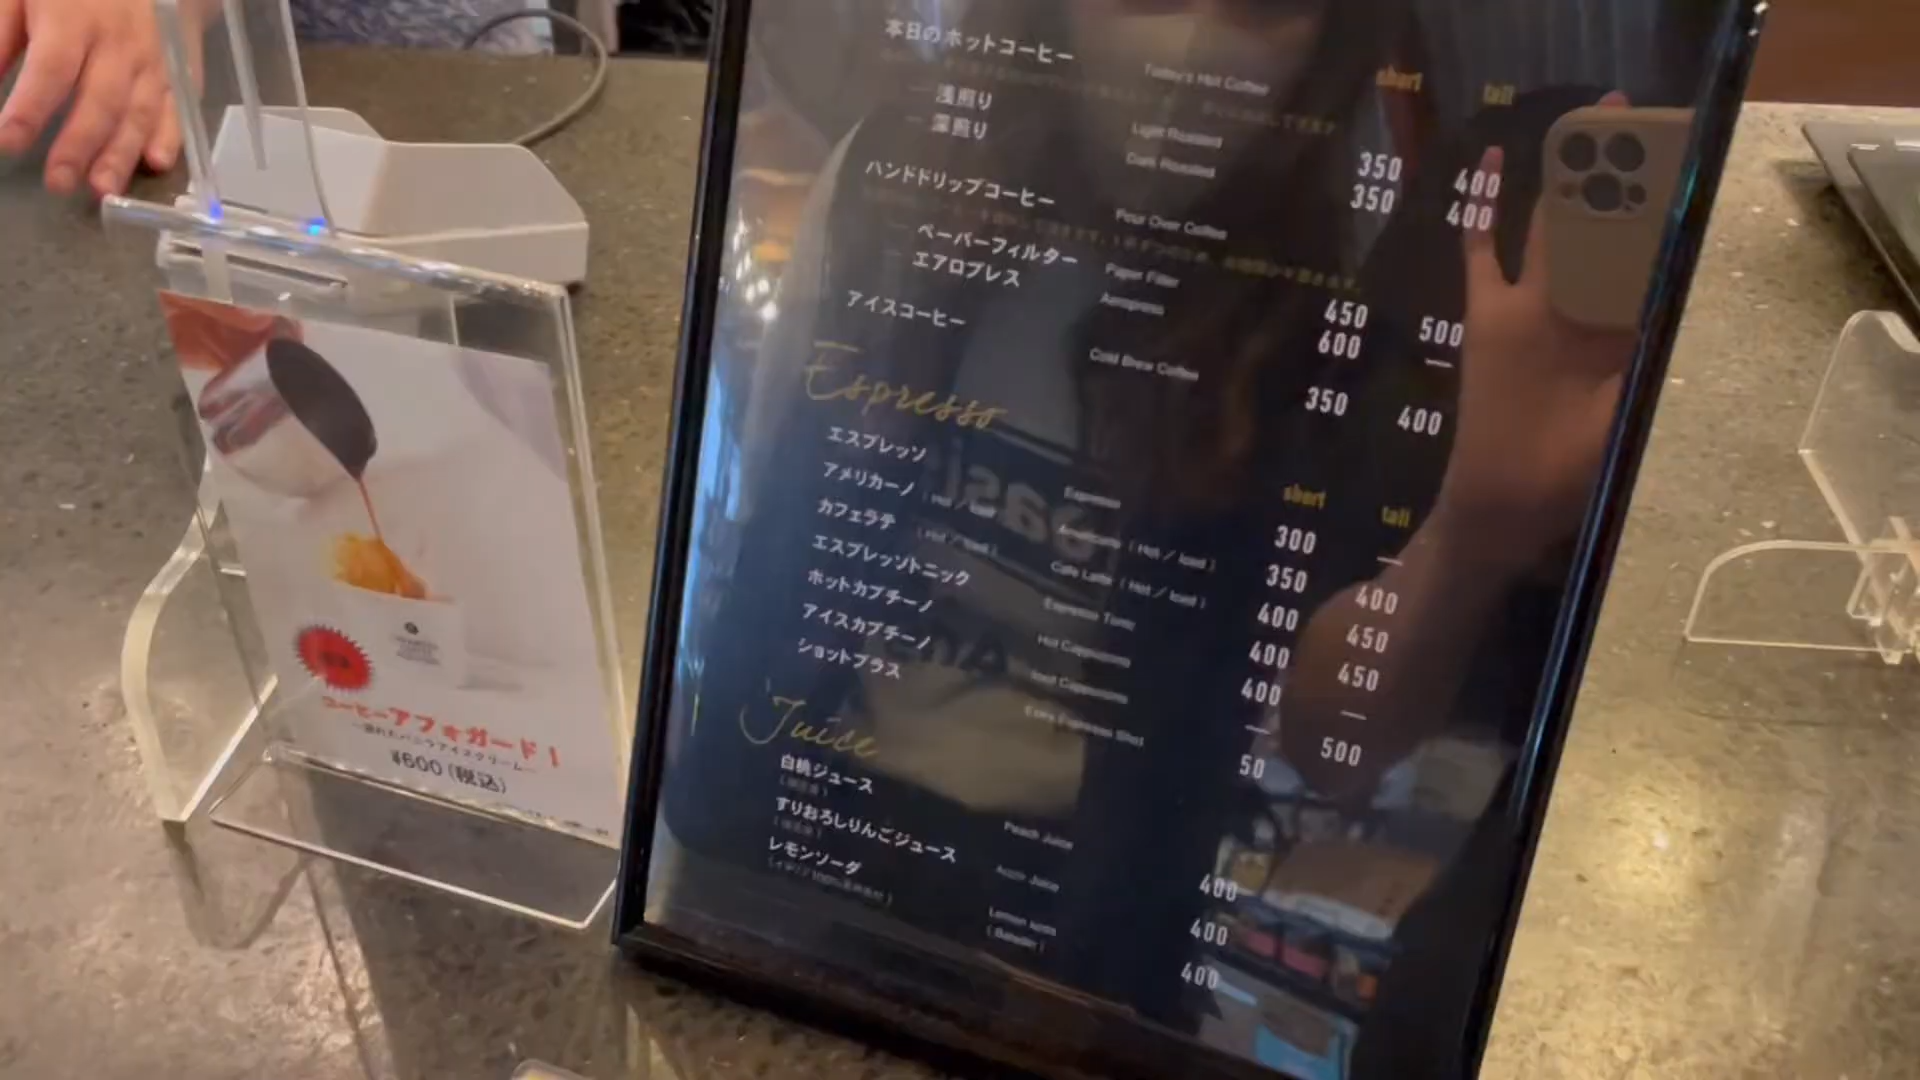 本日のホットコーヒー Today's Hot Coffee short tall
— 浅煎り Light Roasted 350 400
— 深煎り Dark Roasted 350 400
ハンドドリップコーヒー Pour Over Coffee
— ペーパーフィルター Paper Filter 450 500
— エアロプレス Aeropress 600 —
アイスコーヒー Cold Brew Coffee 350 400
Espresso short tall
エスプレッソ Espresso 300 —
アメリカーノ ( Hot / Iced ) Americano ( Hot / Iced ) 350 400
カフェラテ ( Hot / Iced ) Cafe Latte ( Hot / Iced ) 400 450
エスプレッソトニック Espresso Tonic 400 450
ホットカプチーノ Hot Cappuccino 400 —
アイスカプチーノ Iced Cappuccino — 500
ショットプラス Extra Espresso Shot 50
Juice
白桃ジュース Peach Juice 400
すりおろしりんごジュース Apple Juice 400
レモンソーダ Lemon soda 400
コーヒーアフォガード！
¥600 (税込)